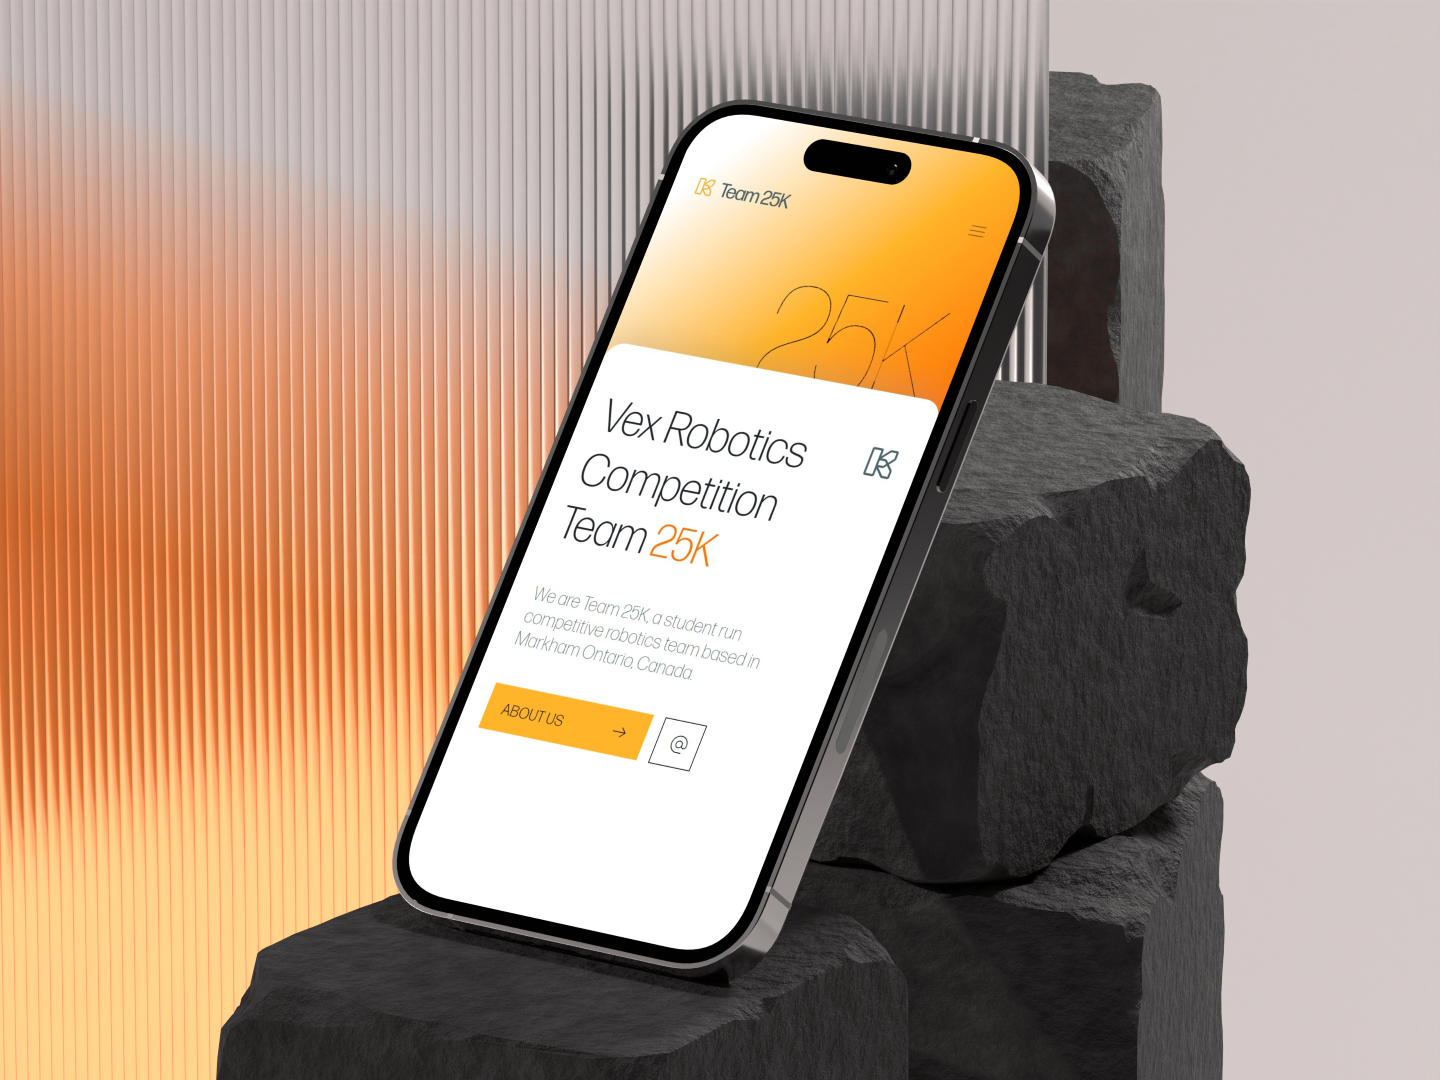 Team 25K
25K
Vex Robotics
Competition
Team 25K
We are Team 25K, a student run
competitive robotics team based in
Markham Ontario, Canada.
ABOUT US →
@